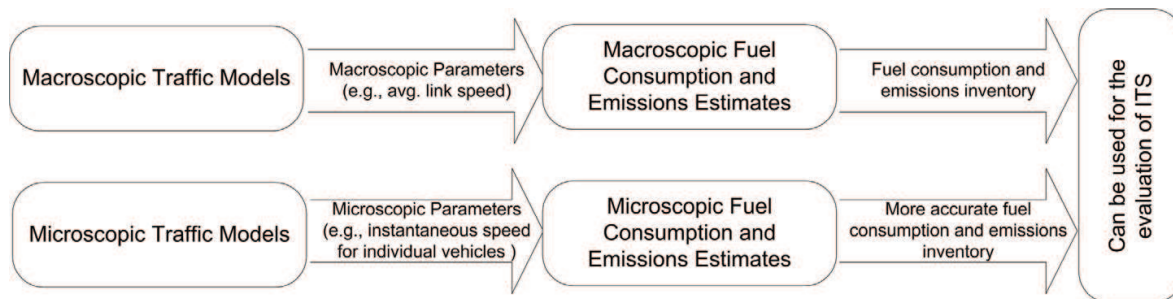 Macroscopic Traffic Models
Macroscopic Parameters
(e.g., avg. link speed)
Macroscopic Fuel
Consumption and
Emissions Estimates
Fuel consumption and
emissions inventory
Microscopic Traffic Models
Microscopic Parameters
(e.g., instantaneous speed
for individual vehicles )
Microscopic Fuel
Consumption and
Emissions Estimates
More accurate fuel
consumption and emissions
inventory
Can be used for the
evaluation of ITS